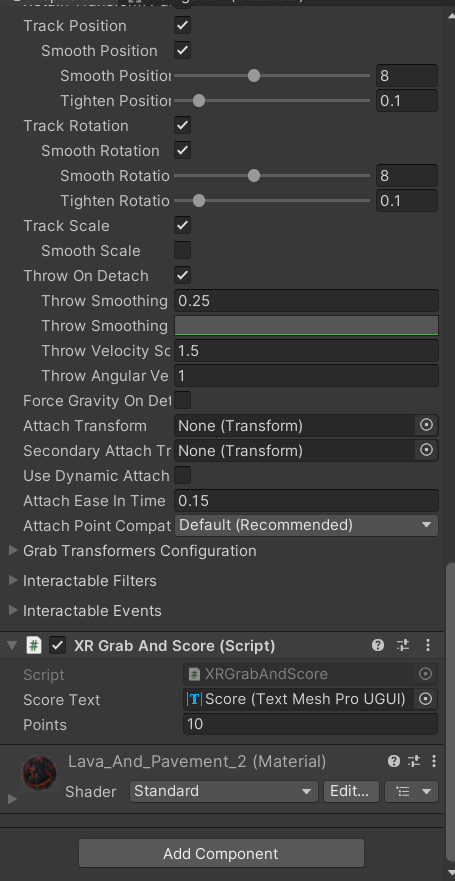 Track Position
Smooth Position
Smooth Position 8
Tighten Position 0.1
Track Rotation
Smooth Rotation
Smooth Rotatio 8
Tighten Rotatio 0.1
Track Scale
Smooth Scale
Throw On Detach
Throw Smoothing 0.25
Throw Smoothing
Throw Velocity Sc 1.5
Throw Angular Ve 1
Force Gravity On Det
Attach Transform None (Transform)
Secondary Attach Tr None (Transform)
Use Dynamic Attach
Attach Ease In Time 0.15
Attach Point Compat Default (Recommended)
Grab Transformers Configuration
Interactable Filters
Interactable Events
# XR Grab And Score (Script)
Script # XRGrabAndScore
Score Text T Score (Text Mesh Pro UGUI)
Points 10
Lava_And_Pavement_2 (Material)
Shader Standard Edit...
Add Component